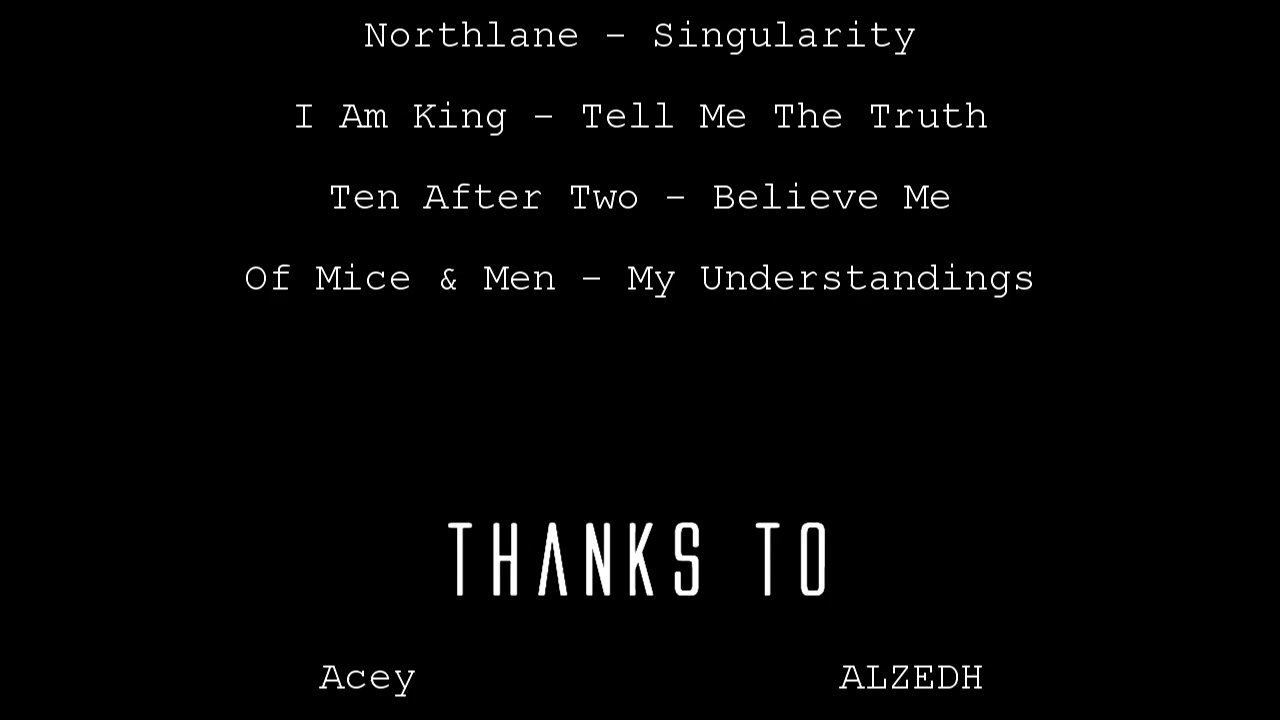 Northlane - Singularity
I Am King - Tell Me The Truth
Ten After Two - Believe Me
Of Mice & Men - My Understandings
THANKS TO
Acey ALZEDH